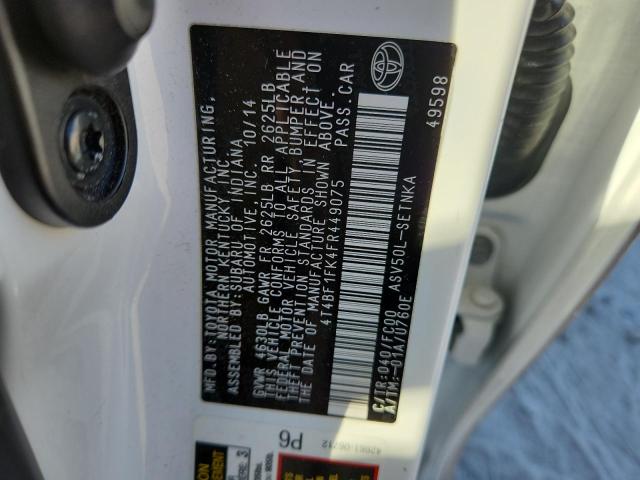 MFD. BY: TOYOTA MOTOR MANUFACTURING,
NORTHERN KENTUCKY, INC.
ASSEMBLED BY: SUBARU OF INDIANA
AUTOMOTIVE, INC. 10/14
GVWR 4630LB GAWR FR 2625LB RR 2625LB
THIS VEHICLE CONFORMS TO ALL APPLICABLE
FEDERAL MOTOR VEHICLE SAFETY, BUMPER AND
THEFT PREVENTION STANDARDS IN EFFECT ON
DATE OF MANUFACTURE SHOWN ABOVE.
4T4BF1FK4FR449075 PASS.CAR
C/TR:040/FC00 ASV50L-SETNKA
A/TM:-01A/U760E
49598
P6